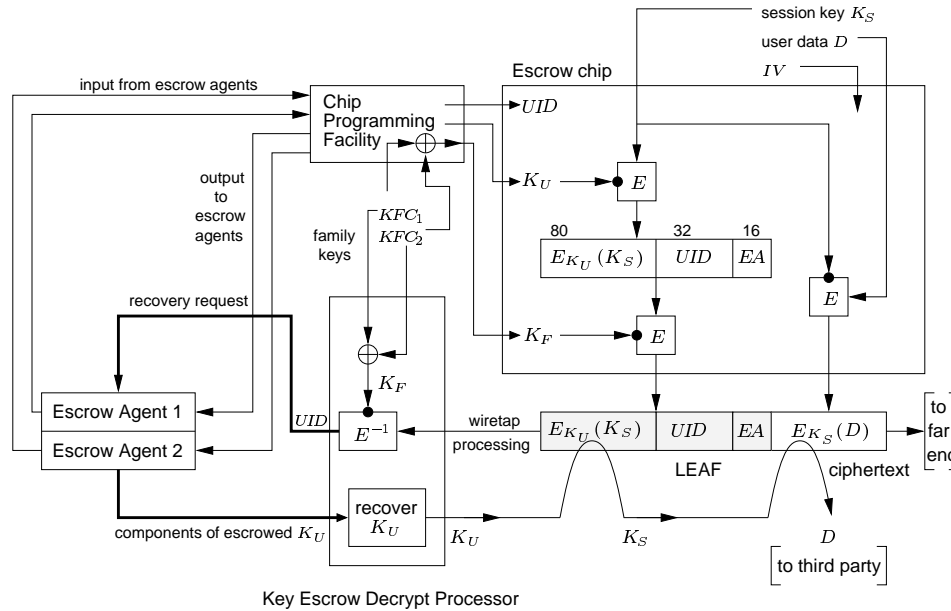 session key K_S
user data D
IV
Escrow chip
input from escrow agents
Chip
Programming
Facility
UID
K_U
E
output
to
escrow
agents
KFC_1
KFC_2
family
keys
80 32 16
E_{K_U}(K_S) UID EA
E
recovery request
K_F
E
K_F
Escrow Agent 1
Escrow Agent 2
UID
E^{-1}
wiretap
processing
E_{K_U}(K_S) UID EA E_{K_S}(D)
LEAF
ciphertext
to
far
end
components of escrowed K_U
recover
K_U
K_U
K_S
D
to third party
Key Escrow Decrypt Processor